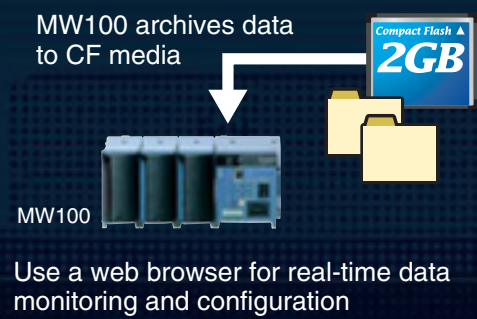 MW100 archives data
to CF media
Compact Flash ▲
2GB
MW100
Use a web browser for real-time data
monitoring and configuration